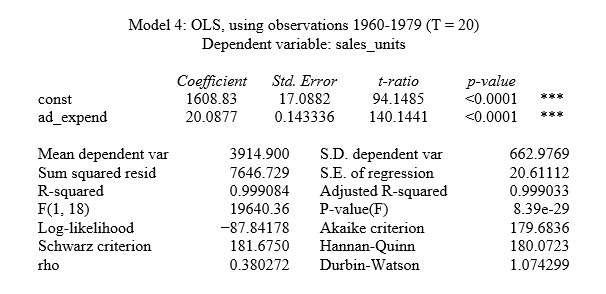 Model 4: OLS, using observations 1960-1979 (T = 20)
Dependent variable: sales_units
Coefficient Std. Error t-ratio p-value
const 1608.83 17.0882 94.1485 <0.0001 ***
ad_expend 20.0877 0.143336 140.1441 <0.0001 ***
Mean dependent var 3914.900 S.D. dependent var 662.9769
Sum squared resid 7646.729 S.E. of regression 20.61112
R-squared 0.999084 Adjusted R-squared 0.999033
F(1, 18) 19640.36 P-value(F) 8.39e-29
Log-likelihood −87.84178 Akaike criterion 179.6836
Schwarz criterion 181.6750 Hannan-Quinn 180.0723
rho 0.380272 Durbin-Watson 1.074299